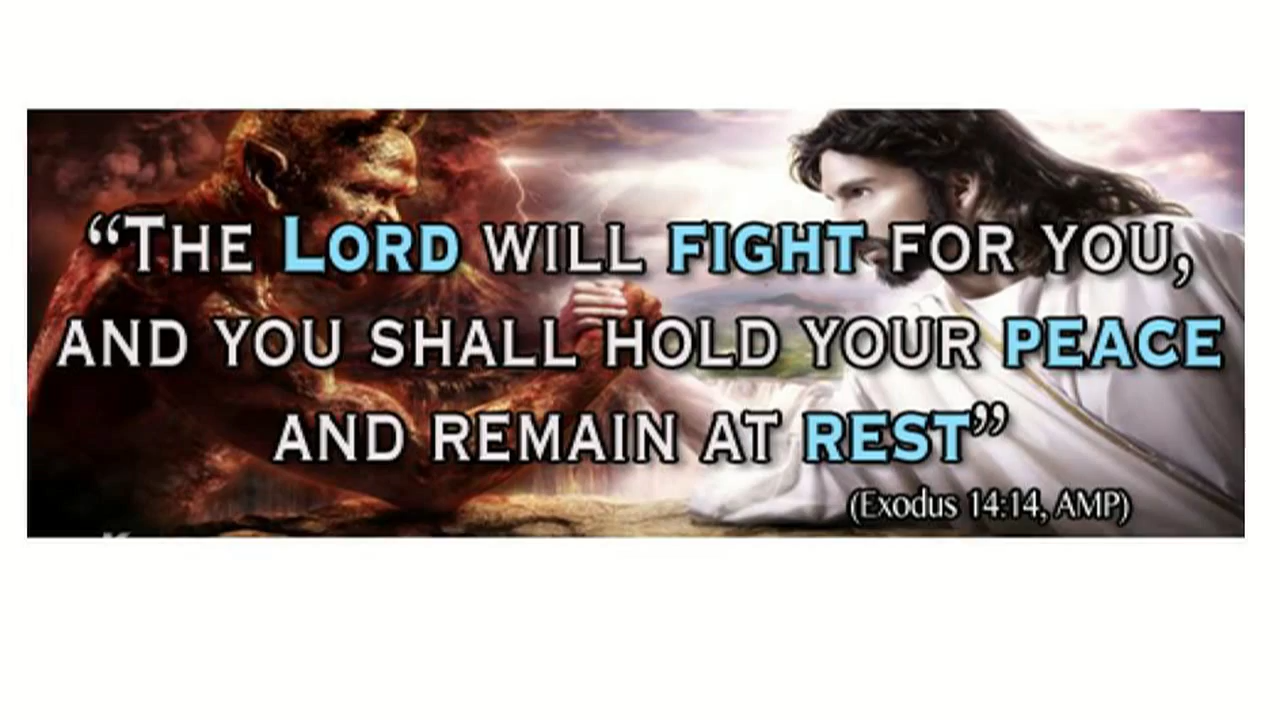 “THE LORD WILL FIGHT FOR YOU,
AND YOU SHALL HOLD YOUR PEACE
AND REMAIN AT REST”
(Exodus 14:14, AMP)